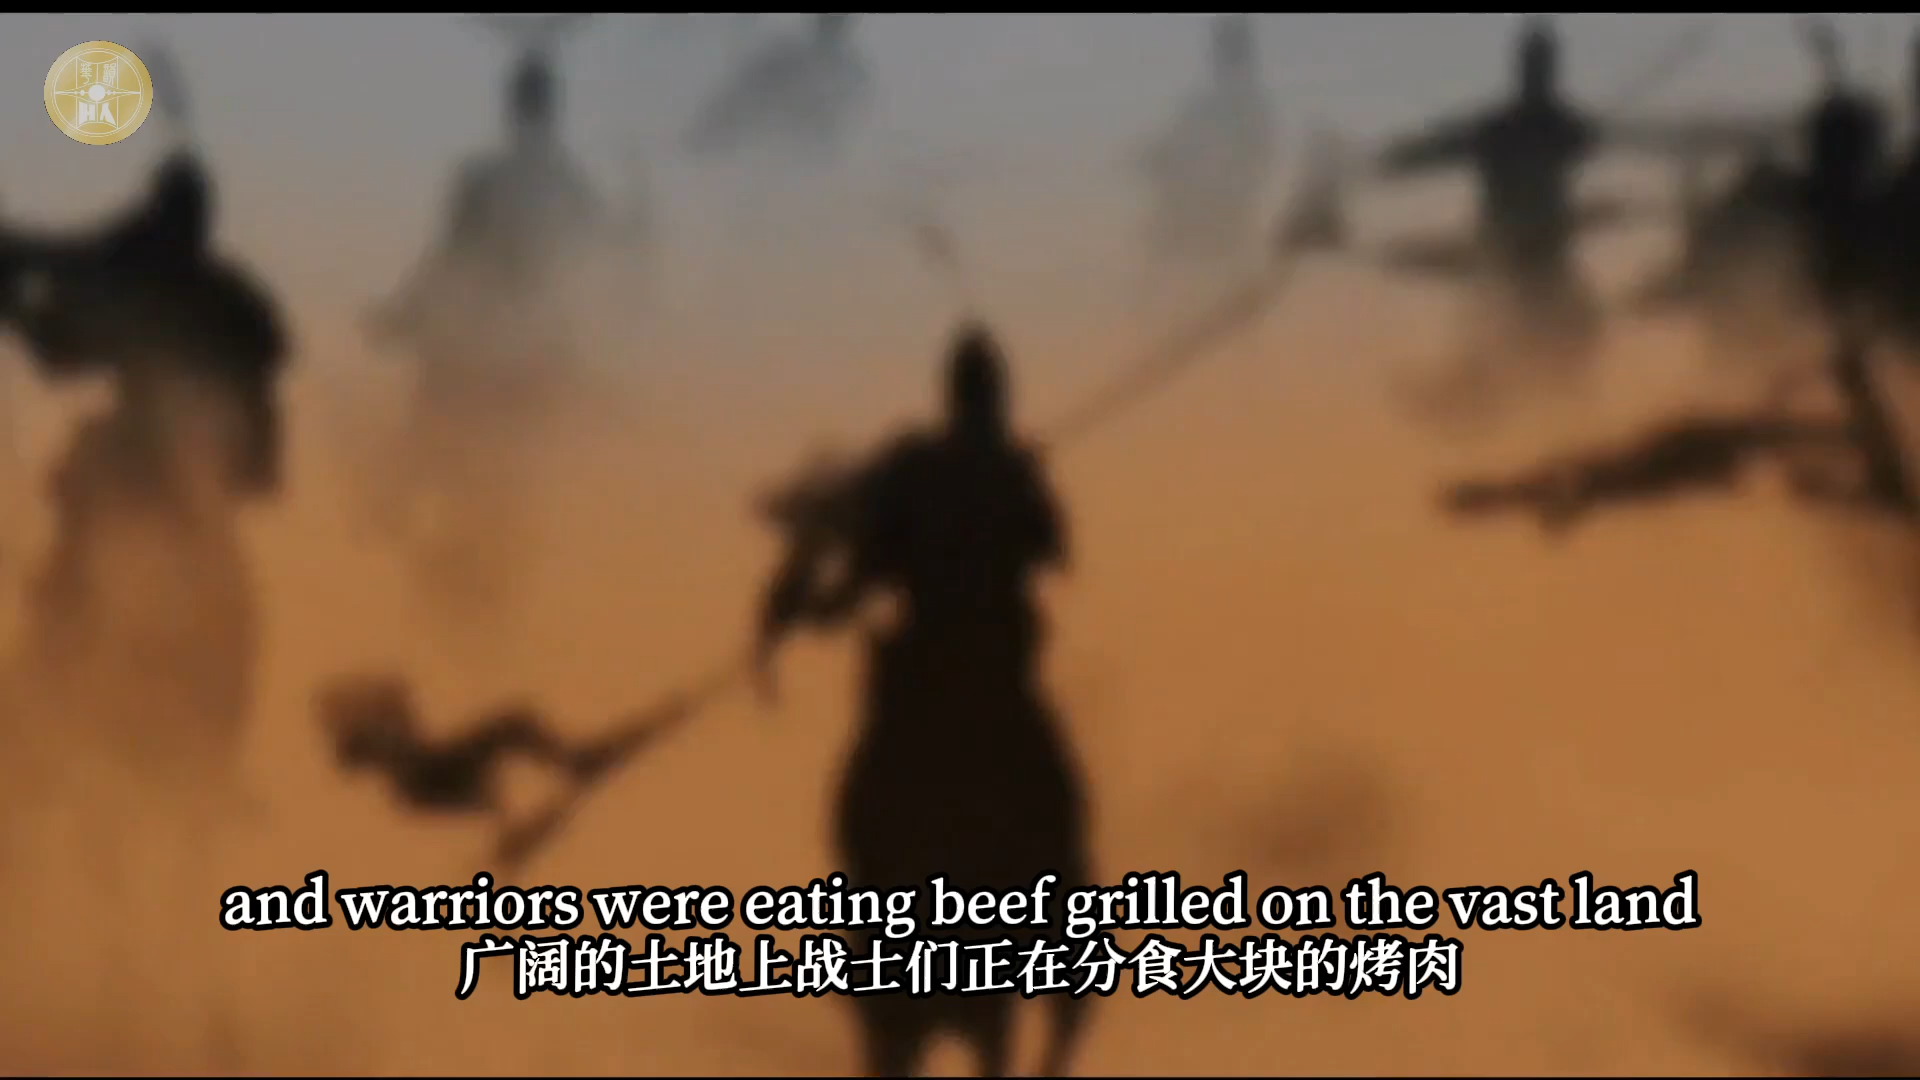 and warriors were eating beef grilled on the vast land
广阔的土地上战士们正在分食大块的烤肉